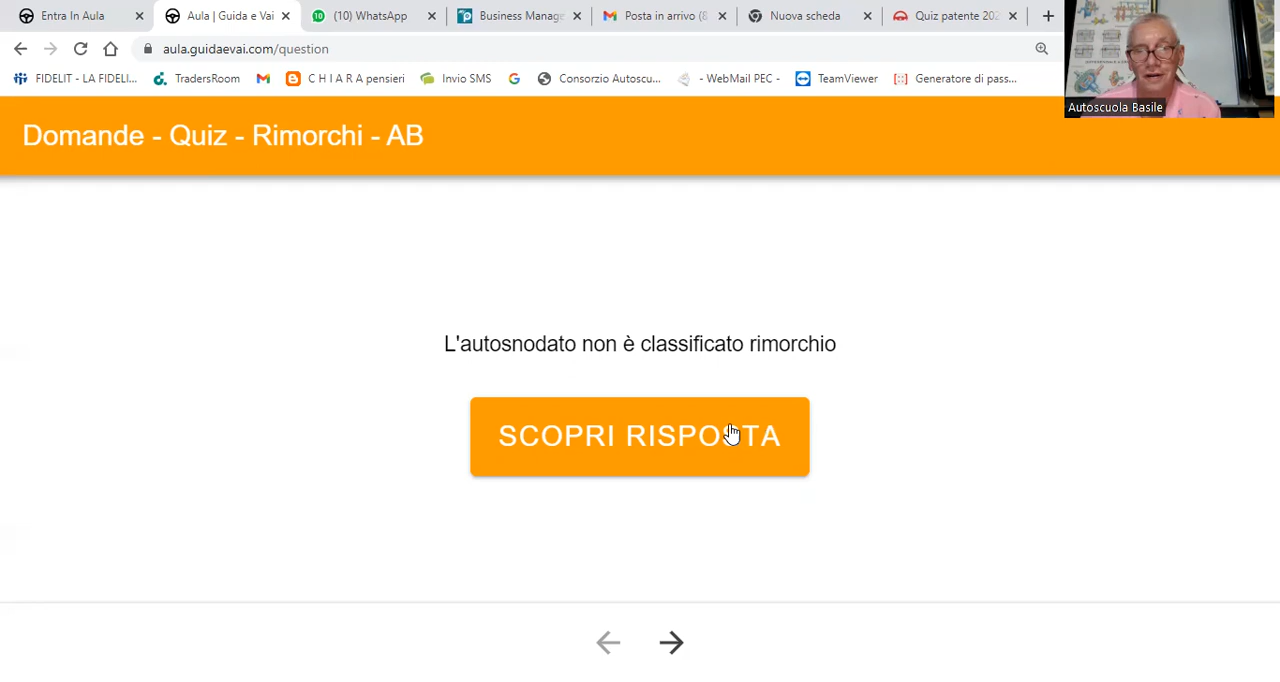 Entra In Aula
Aula | Guida e Vai
(10) WhatsApp
Business Manage
Posta in arrivo (8
Nuova scheda
Quiz patente 202
aula.guidaevai.com/question
FIDELIT - LA FIDELI...
TradersRoom
C H I A R A pensieri
Invio SMS
Consorzio Autoscu...
- WebMail PEC -
TeamViewer
Generatore di pass...
Autoscuola Basile
Domande - Quiz - Rimorchi - AB
L'autosnodato non è classificato rimorchio
SCOPRI RISPOSTA